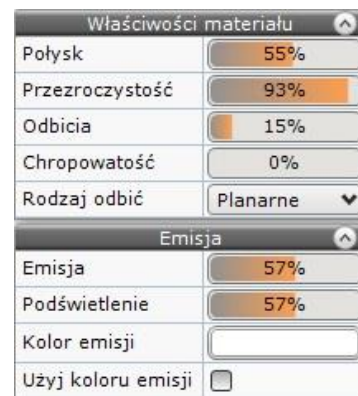 Właściwości materiału
Połysk 55%
Przezroczystość 93%
Odbicia 15%
Chropowatość 0%
Rodzaj odbić Planarne
Emisja
Emisja 57%
Podświetlenie 57%
Kolor emisji
Użyj koloru emisji